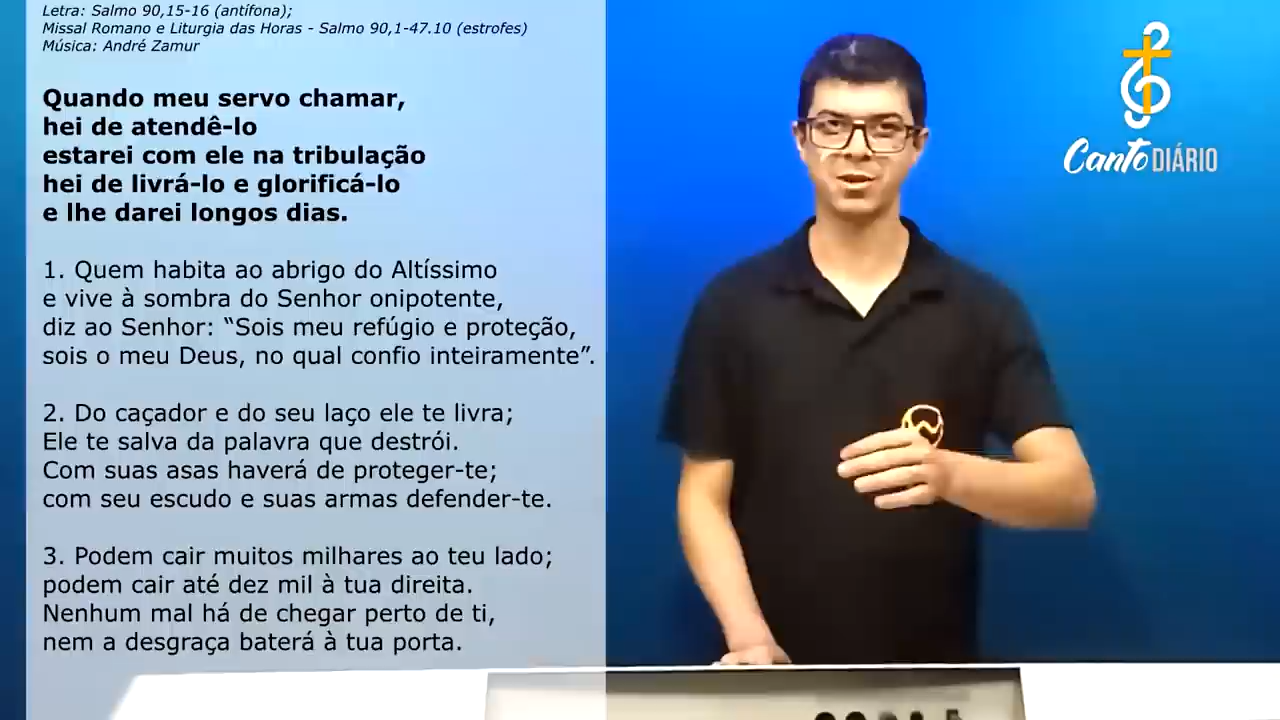 Letra: Salmo 90,15-16 (antífona);
Missal Romano e Liturgia das Horas - Salmo 90,1-47.10 (estrofes)
Música: André Zamur
Quando meu servo chamar,
hei de atendê-lo
estarei com ele na tribulação
hei de livrá-lo e glorificá-lo
e lhe darei longos dias.
1. Quem habita ao abrigo do Altíssimo
e vive à sombra do Senhor onipotente,
diz ao Senhor: “Sois meu refúgio e proteção,
sois o meu Deus, no qual confio inteiramente”.
2. Do caçador e do seu laço ele te livra;
Ele te salva da palavra que destrói.
Com suas asas haverá de proteger-te;
com seu escudo e suas armas defender-te.
3. Podem cair muitos milhares ao teu lado;
podem cair até dez mil à tua direita.
Nenhum mal há de chegar perto de ti,
nem a desgraça baterá à tua porta.
Canto DIÁRIO